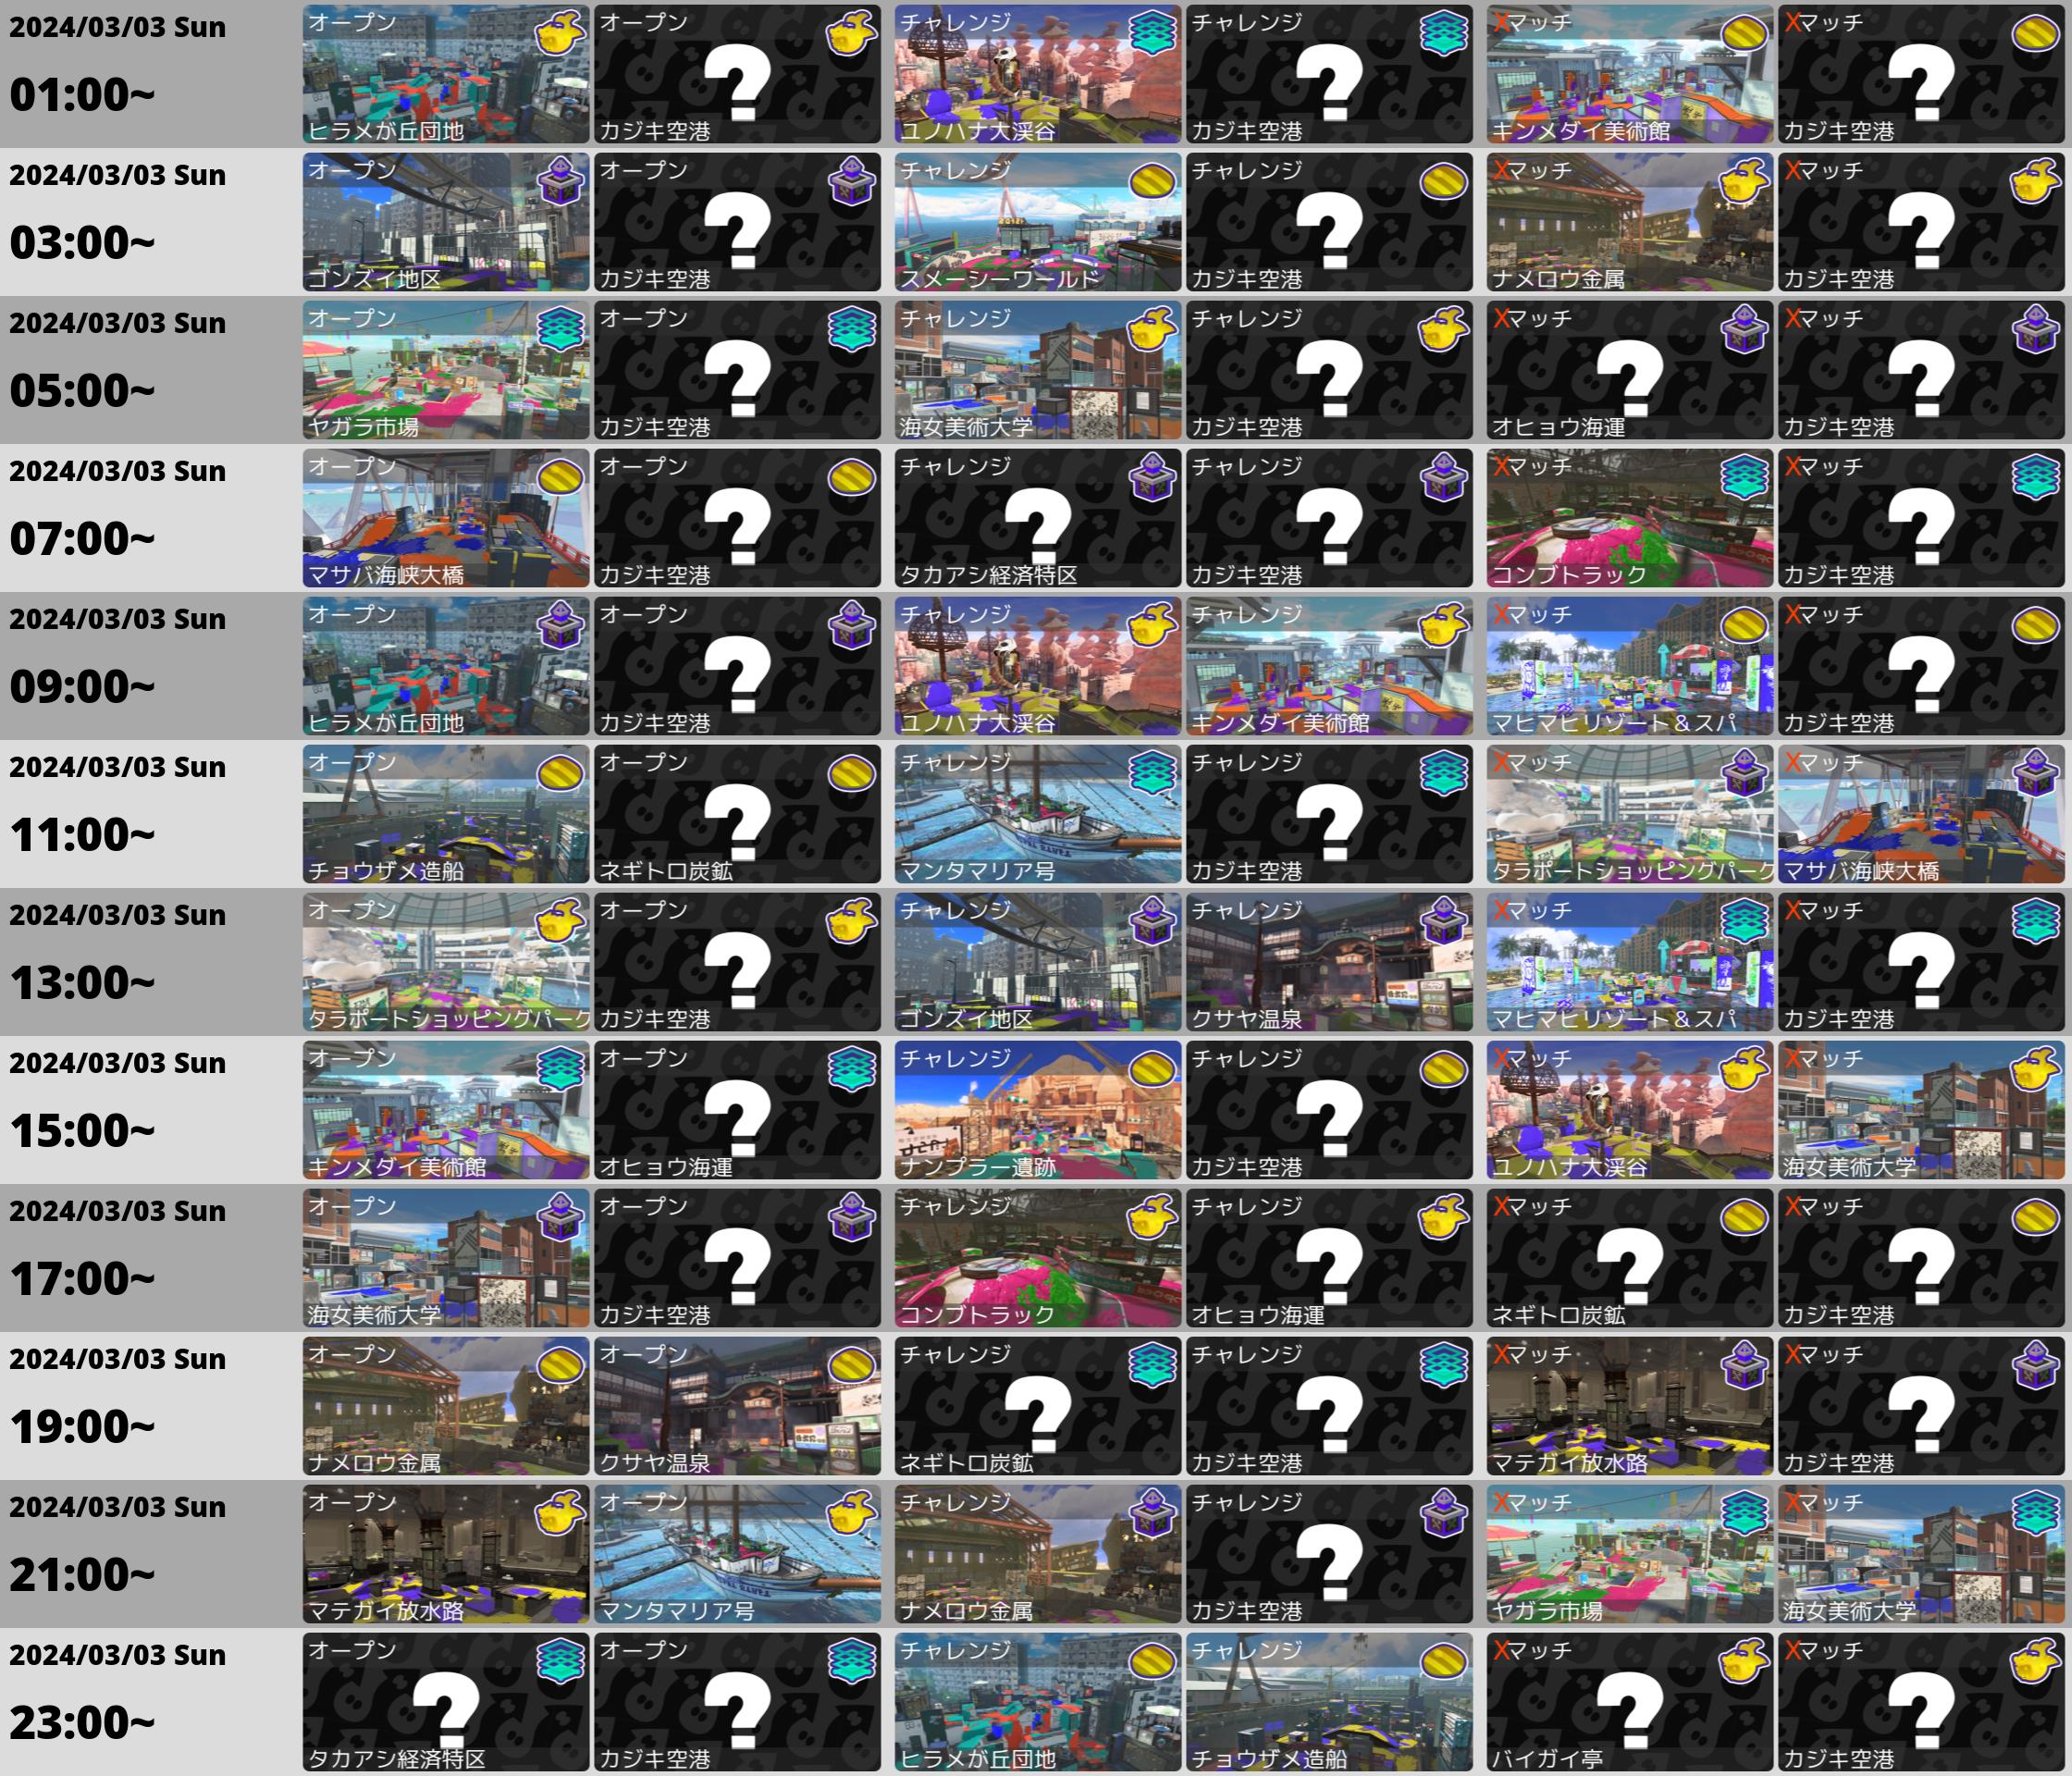 2024/03/03 Sun
01:00~
オープン
ヒラメが丘団地
オープン
カジキ空港
チャレンジ
ユノハナ大渓谷
チャレンジ
カジキ空港
Xマッチ
キンメダイ美術館
Xマッチ
カジキ空港
2024/03/03 Sun
03:00~
オープン
ゴンズイ地区
オープン
カジキ空港
チャレンジ
スメーシーワールド
チャレンジ
カジキ空港
Xマッチ
ナメロウ金属
Xマッチ
カジキ空港
2024/03/03 Sun
05:00~
オープン
ヤガラ市場
オープン
カジキ空港
チャレンジ
海女美術大学
チャレンジ
カジキ空港
Xマッチ
オヒョウ海運
Xマッチ
カジキ空港
2024/03/03 Sun
07:00~
オープン
マサバ海峡大橋
オープン
カジキ空港
チャレンジ
タカアシ経済特区
チャレンジ
カジキ空港
Xマッチ
コンブトラック
Xマッチ
カジキ空港
2024/03/03 Sun
09:00~
オープン
ヒラメが丘団地
オープン
カジキ空港
チャレンジ
ユノハナ大渓谷
チャレンジ
キンメダイ美術館
Xマッチ
マヒマヒリゾート＆スパ
Xマッチ
カジキ空港
2024/03/03 Sun
11:00~
オープン
チョウザメ造船
オープン
ネギトロ炭鉱
チャレンジ
マンタマリア号
チャレンジ
カジキ空港
Xマッチ
タラポートショッピングパーク
Xマッチ
マサバ海峡大橋
2024/03/03 Sun
13:00~
オープン
タラポートショッピングパーク
オープン
カジキ空港
チャレンジ
ゴンズイ地区
チャレンジ
クサヤ温泉
Xマッチ
マヒマヒリゾート＆スパ
Xマッチ
カジキ空港
2024/03/03 Sun
15:00~
オープン
キンメダイ美術館
オープン
オヒョウ海運
チャレンジ
ナンプラー遺跡
チャレンジ
カジキ空港
Xマッチ
ユノハナ大渓谷
Xマッチ
海女美術大学
2024/03/03 Sun
17:00~
オープン
海女美術大学
オープン
カジキ空港
チャレンジ
コンブトラック
チャレンジ
オヒョウ海運
Xマッチ
ネギトロ炭鉱
Xマッチ
カジキ空港
2024/03/03 Sun
19:00~
オープン
ナメロウ金属
オープン
クサヤ温泉
チャレンジ
ネギトロ炭鉱
チャレンジ
カジキ空港
Xマッチ
マテガイ放水路
Xマッチ
カジキ空港
2024/03/03 Sun
21:00~
オープン
マテガイ放水路
オープン
マンタマリア号
チャレンジ
ナメロウ金属
チャレンジ
カジキ空港
Xマッチ
ヤガラ市場
Xマッチ
海女美術大学
2024/03/03 Sun
23:00~
オープン
タカアシ経済特区
オープン
カジキ空港
チャレンジ
ヒラメが丘団地
チャレンジ
チョウザメ造船
Xマッチ
バイガイ亭
Xマッチ
カジキ空港